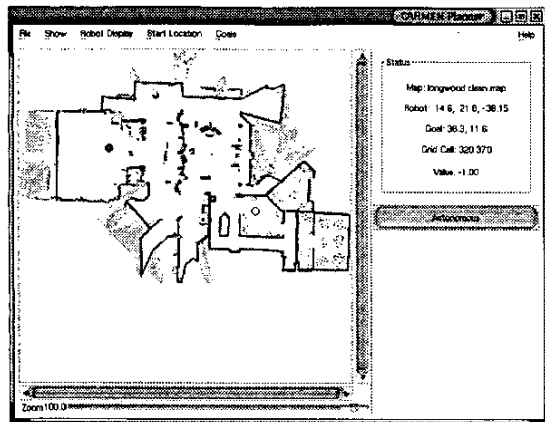 CARMEN Planner
File Show Robot Display Start Location Goals Help
Status
Map: longwood clean.map
Robot: 14.6, 21.6, -38.15
Goal: 38.3, 11.6
Grid Cell: 320 370
Value: -1.00
Autonomous
Zoom 100.0